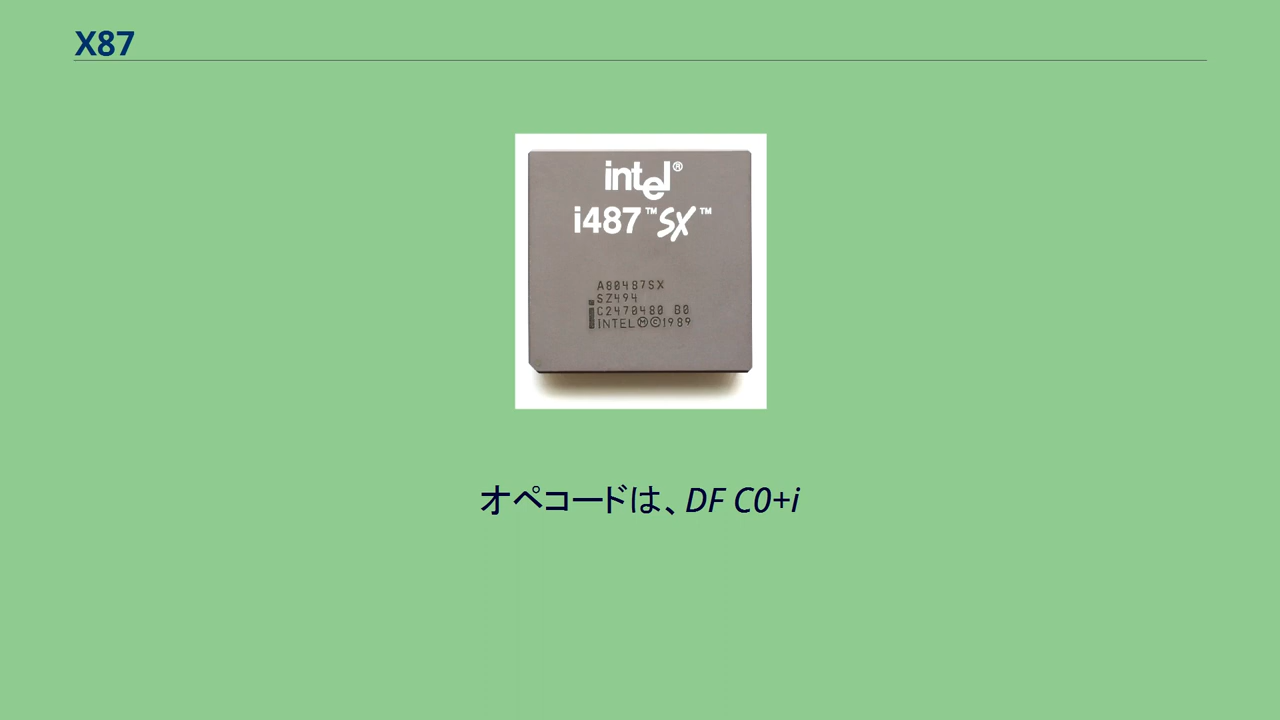 X87
intel®
i487™SX™
A80487SX
SZ494
C2470480 B0
INTEL Ⓜ©1989
オペコードは、DF C0+i